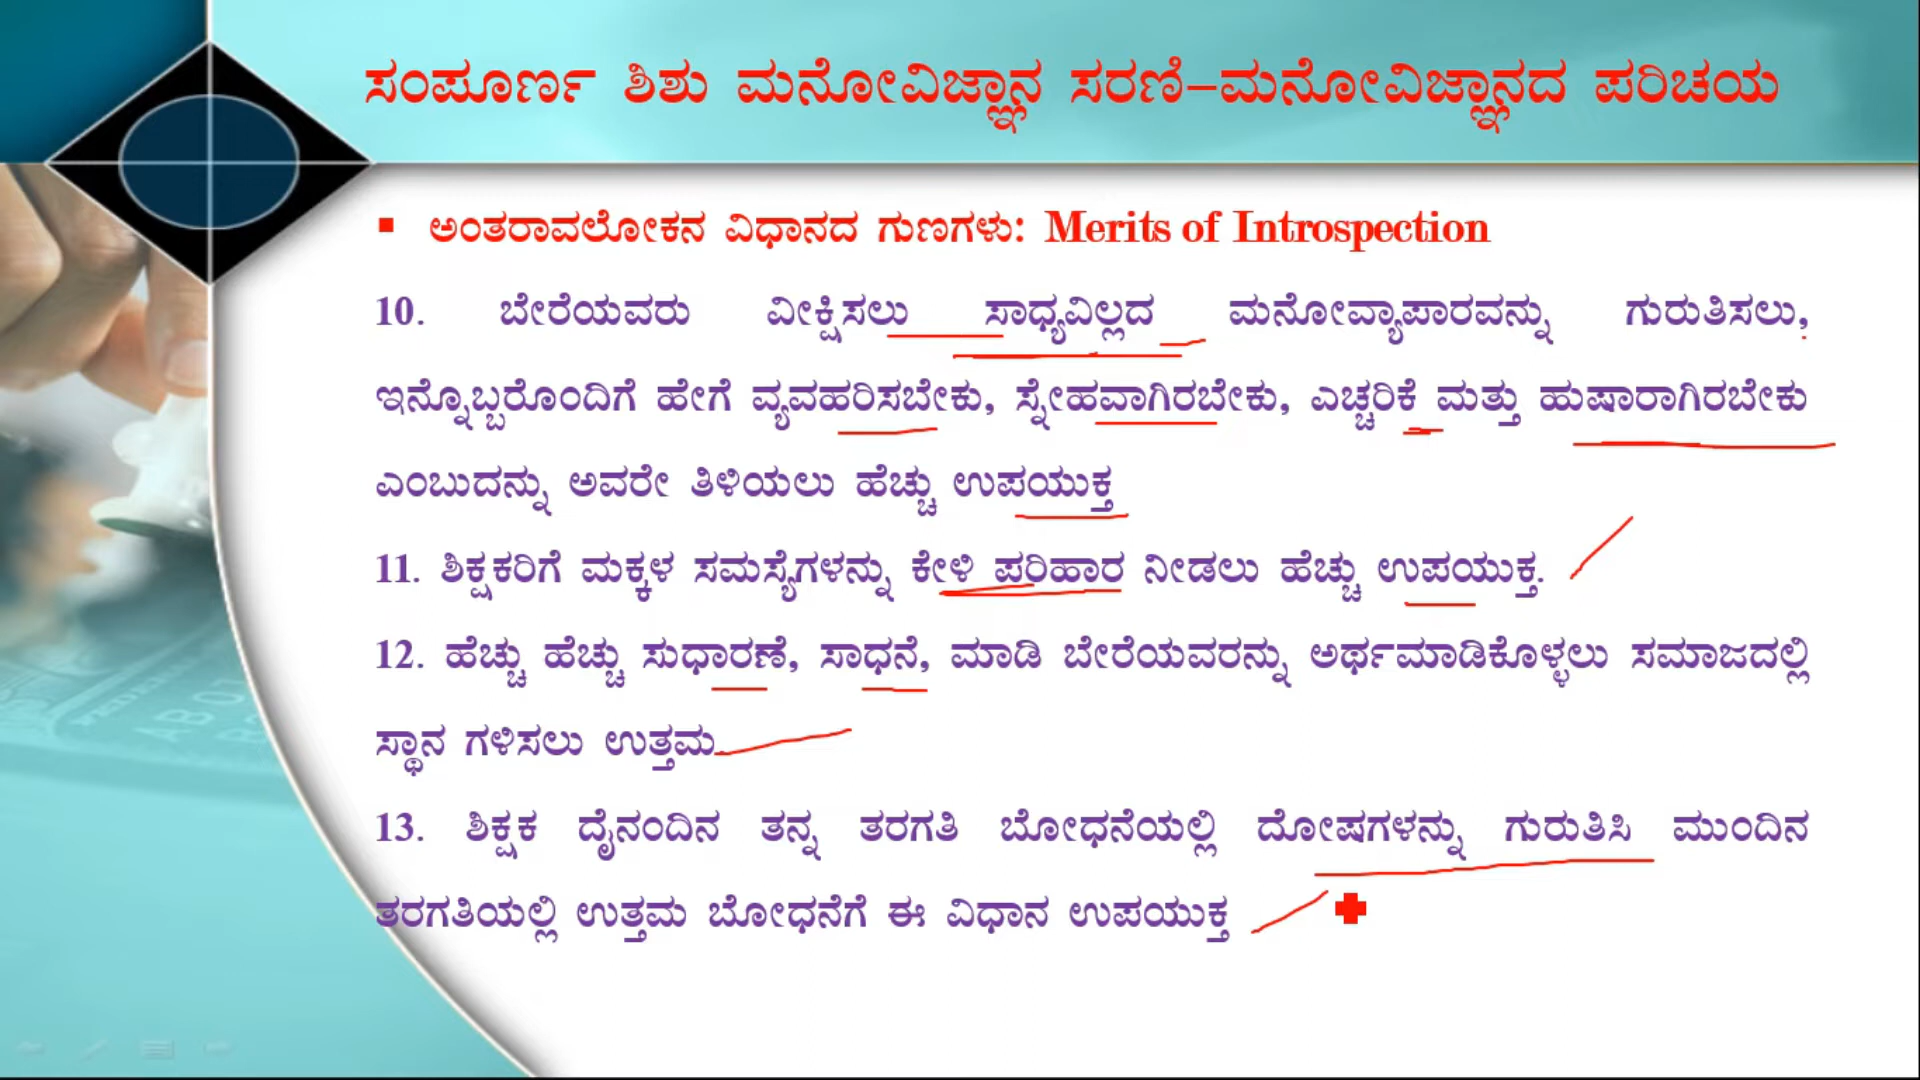 ಸಂಪೂರ್ಣ ಶಿಶು ಮನೋವಿಜ್ಞಾನ ಸರಣಿ–ಮನೋವಿಜ್ಞಾನದ ಪರಿಚಯ
▪ ಅಂತರಾವಲೋಕನ ವಿಧಾನದ ಗುಣಗಳು: Merits of Introspection
10. ಬೇರೆಯವರು ವೀಕ್ಷಿಸಲು ಸಾಧ್ಯವಿಲ್ಲದ ಮನೋವ್ಯಾಪಾರವನ್ನು ಗುರುತಿಸಲು,
ಇನ್ನೊಬ್ಬರೊಂದಿಗೆ ಹೇಗೆ ವ್ಯವಹರಿಸಬೇಕು, ಸ್ನೇಹವಾಗಿರಬೇಕು, ಎಚ್ಚರಿಕೆ ಮತ್ತು ಹುಷಾರಾಗಿರಬೇಕು
ಎಂಬುದನ್ನು ಅವರೇ ತಿಳಿಯಲು ಹೆಚ್ಚು ಉಪಯುಕ್ತ
11. ಶಿಕ್ಷಕರಿಗೆ ಮಕ್ಕಳ ಸಮಸ್ಯೆಗಳನ್ನು ಕೇಳಿ ಪರಿಹಾರ ನೀಡಲು ಹೆಚ್ಚು ಉಪಯುಕ್ತ.
12. ಹೆಚ್ಚು ಹೆಚ್ಚು ಸುಧಾರಣೆ, ಸಾಧನೆ, ಮಾಡಿ ಬೇರೆಯವರನ್ನು ಅರ್ಥಮಾಡಿಕೊಳ್ಳಲು ಸಮಾಜದಲ್ಲಿ
ಸ್ಥಾನ ಗಳಿಸಲು ಉತ್ತಮ.
13. ಶಿಕ್ಷಕ ದೈನಂದಿನ ತನ್ನ ತರಗತಿ ಬೋಧನೆಯಲ್ಲಿ ದೋಷಗಳನ್ನು ಗುರುತಿಸಿ ಮುಂದಿನ
ತರಗತಿಯಲ್ಲಿ ಉತ್ತಮ ಬೋಧನೆಗೆ ಈ ವಿಧಾನ ಉಪಯುಕ್ತ